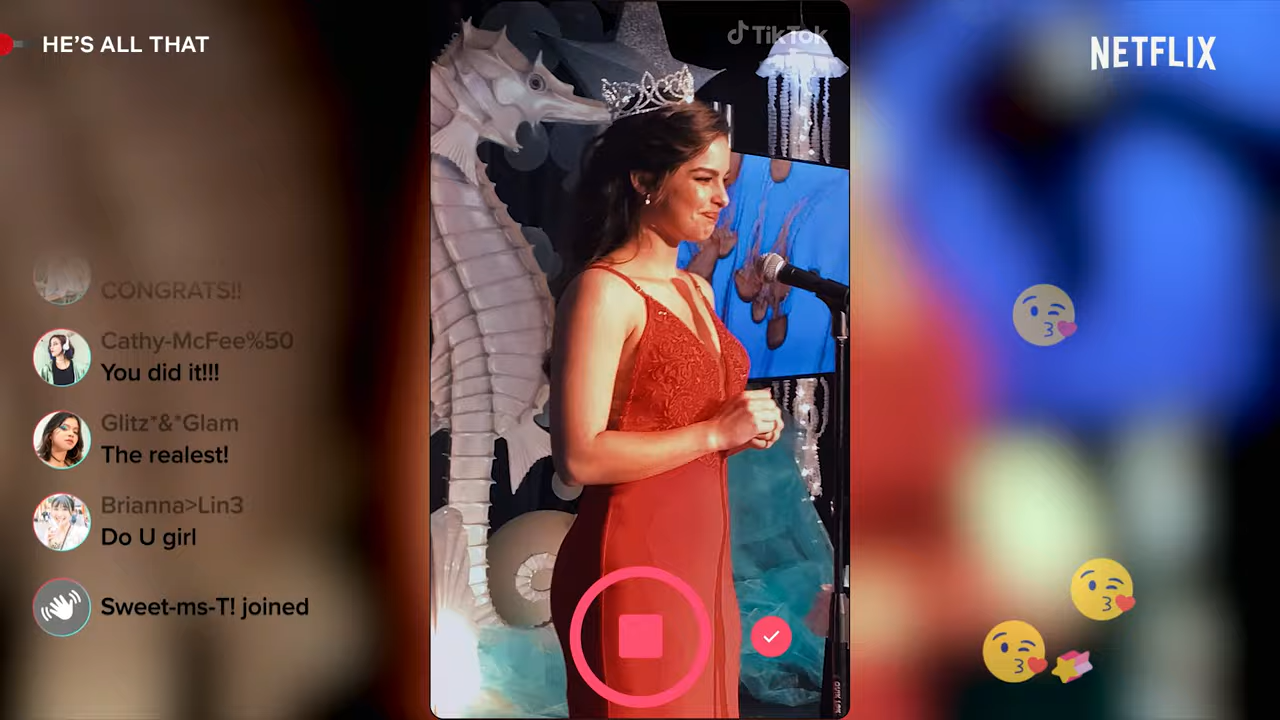 HE'S ALL THAT
TikTok
NETFLIX
CONGRATS!!
Cathy-McFee%50
You did it!!!
Glitz*&*Glam
The realest!
Brianna>Lin3
Do U girl
Sweet-ms-T! joined